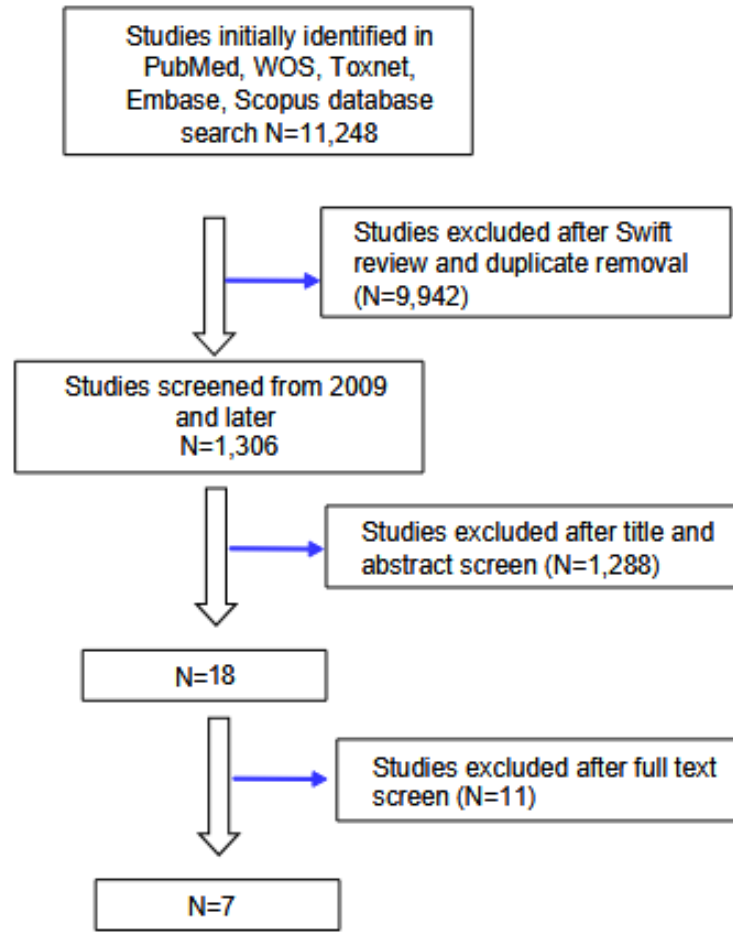 Studies initially identified in
PubMed, WOS, Toxnet,
Embase, Scopus database
search N=11,248
Studies excluded after Swift
review and duplicate removal
(N=9,942)
Studies screened from 2009
and later
N=1,306
Studies excluded after title and
abstract screen (N=1,288)
N=18
Studies excluded after full text
screen (N=11)
N=7